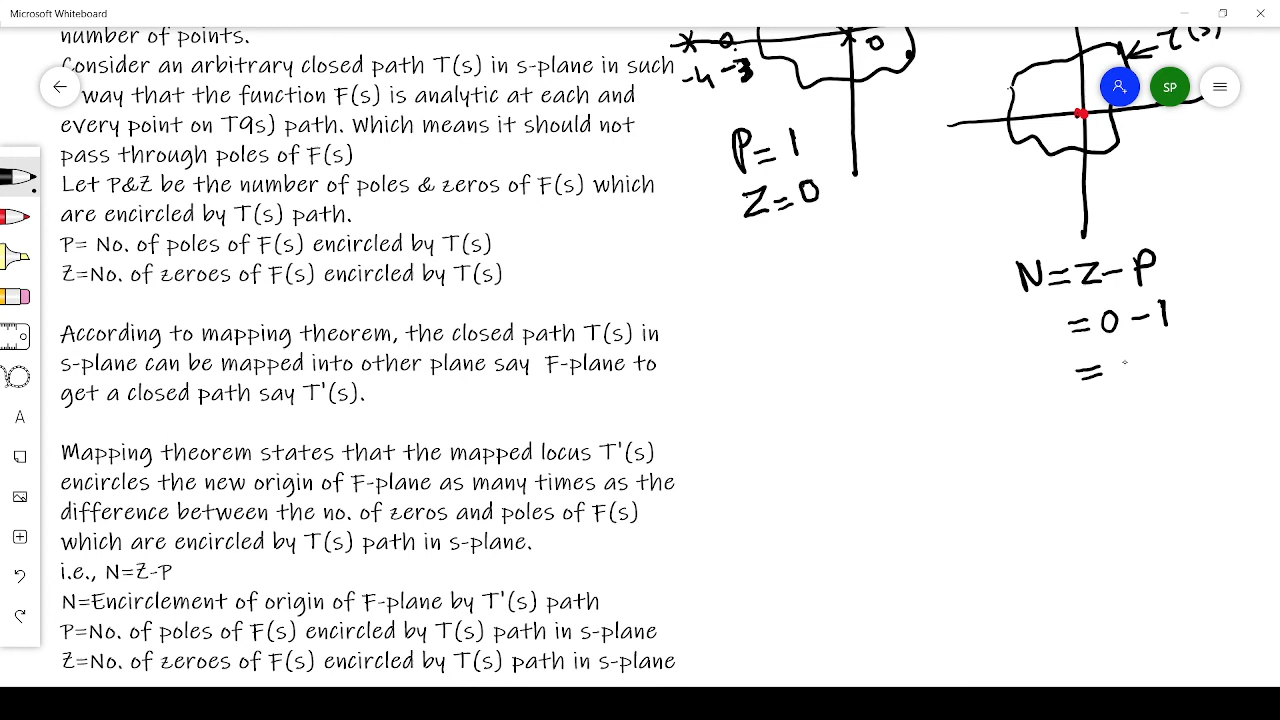 Microsoft Whiteboard
number of points.
Consider an arbitrary closed path T(s) in s-plane in such
way that the function F(s) is analytic at each and
every point on T9s) path. Which means it should not
pass through poles of F(s)
Let P&Z be the number of poles & zeros of F(s) which
are encircled by T(s) path.
P= No. of poles of F(s) encircled by T(s)
Z=No. of zeroes of F(s) encircled by T(s)
According to mapping theorem, the closed path T(s) in
s-plane can be mapped into other plane say F-plane to
get a closed path say T'(s).
Mapping theorem states that the mapped locus T'(s)
encircles the new origin of F-plane as many times as the
difference between the no. of zeros and poles of F(s)
which are encircled by T(s) path in s-plane.
i.e., N=Z-P
N=Encirclement of origin of F-plane by T'(s) path
P=No. of poles of F(s) encircled by T(s) path in s-plane
Z=No. of zeroes of F(s) encircled by T(s) path in s-plane
-4 -3
0
P=1
Z=0
SP
N=Z-P
=0-1
=
A